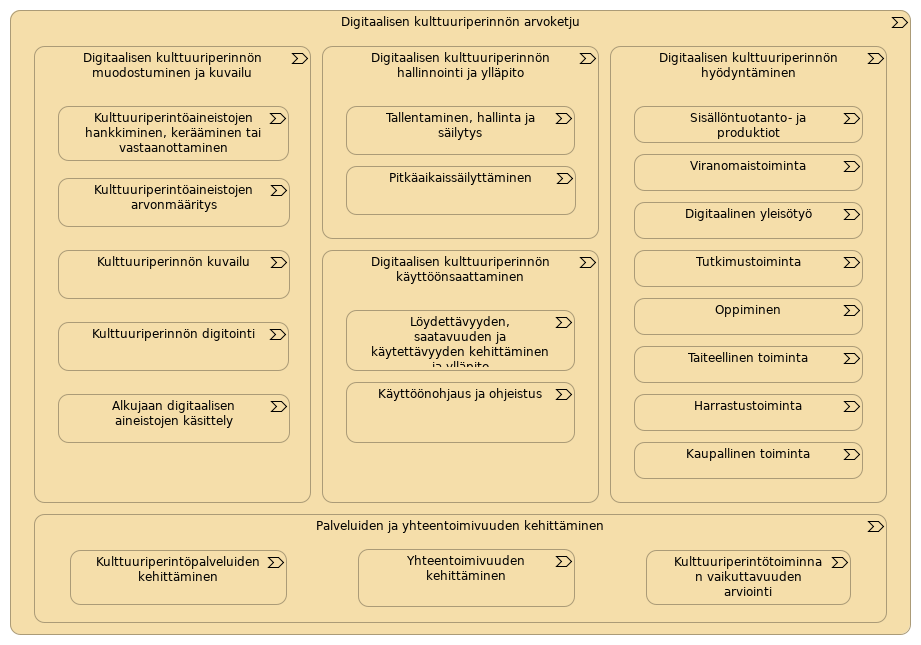 Digitaalisen kulttuuriperinnön arvoketju
Digitaalisen kulttuuriperinnön
muodostuminen ja kuvailu
Kulttuuriperintöaineistojen
hankkiminen, kerääminen tai
vastaanottaminen
Kulttuuriperintöaineistojen
arvonmääritys
Kulttuuriperinnön kuvailu
Kulttuuriperinnön digitointi
Alkujaan digitaalisen
aineistojen käsittely
Digitaalisen kulttuuriperinnön
hallinnointi ja ylläpito
Tallentaminen, hallinta ja
säilytys
Pitkäaikaissäilyttäminen
Digitaalisen kulttuuriperinnön
käyttöönsaattaminen
Löydettävyyden,
saatavuuden ja
käytettävyyden kehittäminen
ja ylläpito
Käyttöönohjaus ja ohjeistus
Digitaalisen kulttuuriperinnön
hyödyntäminen
Sisällöntuotanto- ja
produktiot
Viranomaistoiminta
Digitaalinen yleisötyö
Tutkimustoiminta
Oppiminen
Taiteellinen toiminta
Harrastustoiminta
Kaupallinen toiminta
Palveluiden ja yhteentoimivuuden kehittäminen
Kulttuuriperintöpalveluiden
kehittäminen
Yhteentoimivuuden
kehittäminen
Kulttuuriperintötoiminna
n vaikuttavuuden
arviointi